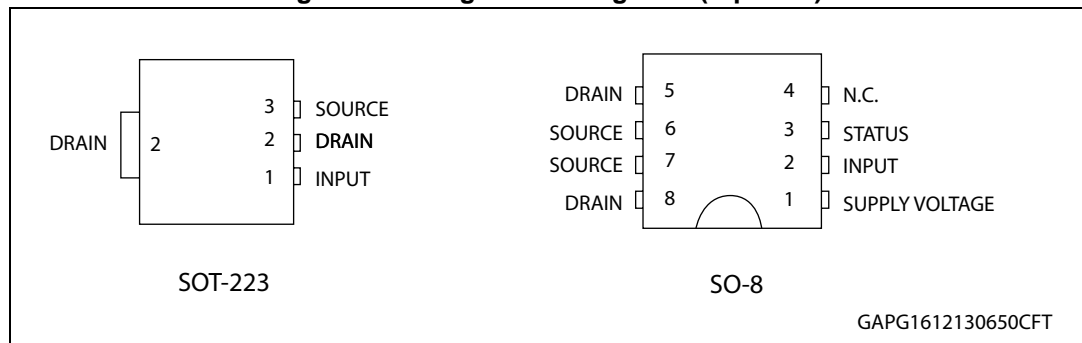 DRAIN
2
3 SOURCE
2 DRAIN
1 INPUT
SOT-223
DRAIN 5 4 N.C.
SOURCE 6 3 STATUS
SOURCE 7 2 INPUT
DRAIN 8 1 SUPPLY VOLTAGE
SO-8
GAPG1612130650CFT